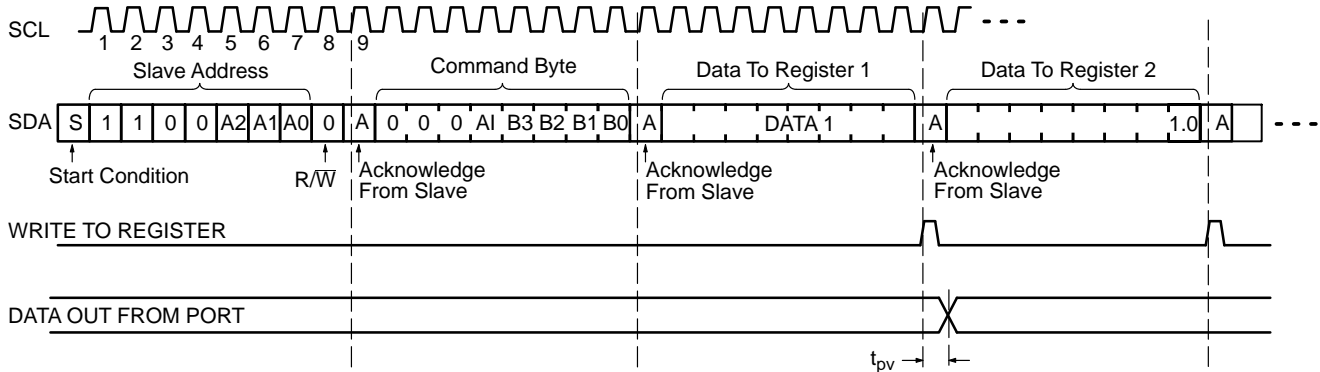 SCL
1 2 3 4 5 6 7 8 9
Slave Address Command Byte Data To Register 1 Data To Register 2
SDA S 1 1 0 0 A2 A1 A0 0 A 0 0 0 AI B3 B2 B1 B0 A DATA 1 A 1.0 A
Start Condition R/W̅ Acknowledge From Slave Acknowledge From Slave Acknowledge From Slave
WRITE TO REGISTER
DATA OUT FROM PORT
tpv